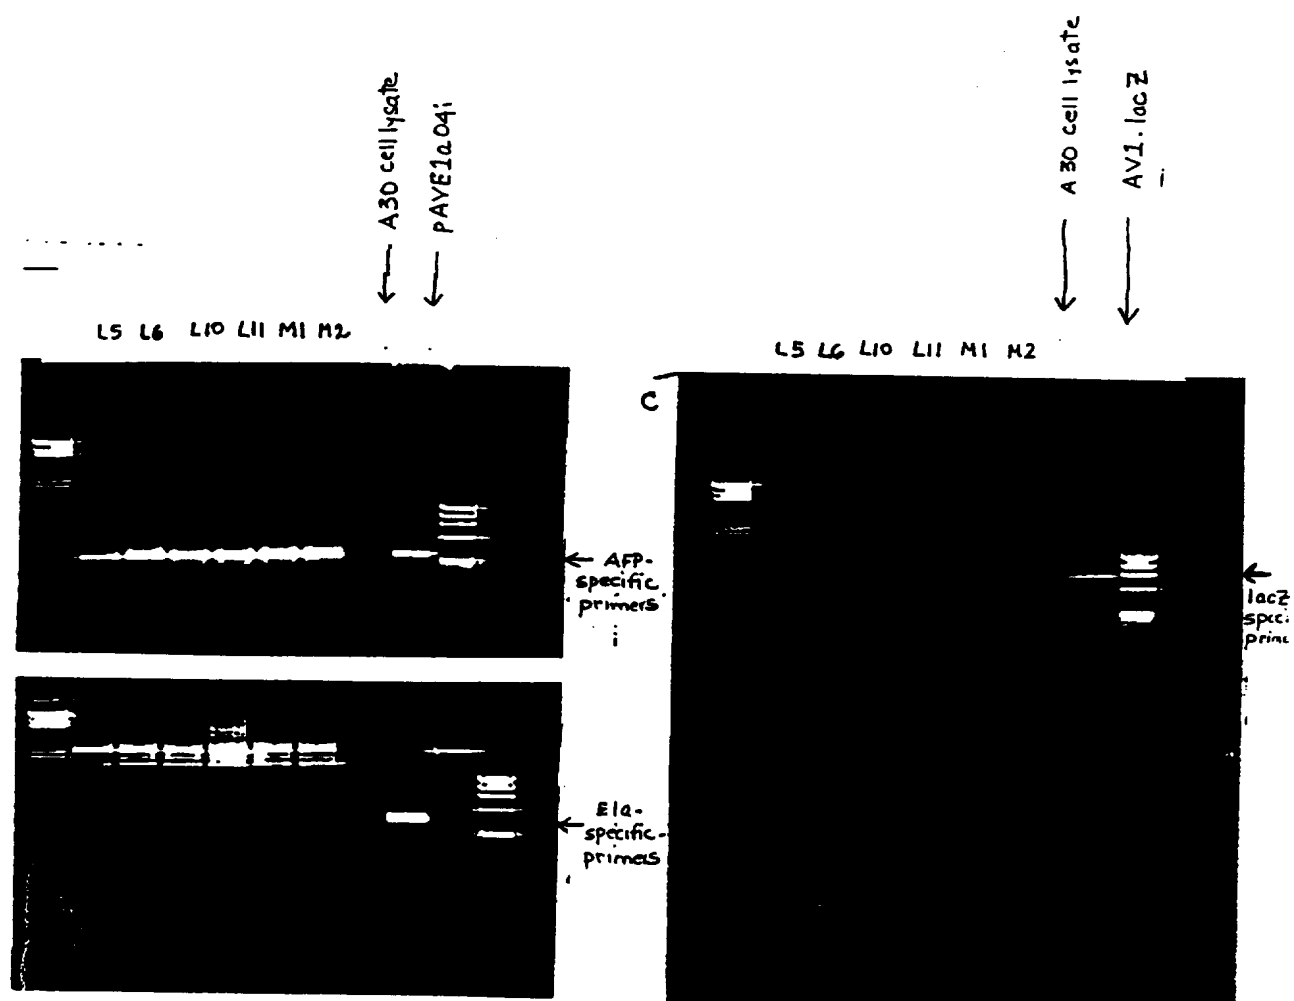 A30 cell lysate
pAVE1a04i
A30 cell lysate
AV1.lacZ
i
L5 L6 L10 L11 M1 M2
L5 L6 L10 L11 M1 M2
C
AFP-
specific
primers
i
lacZ
speci
prim
E1a-
specific-
primers